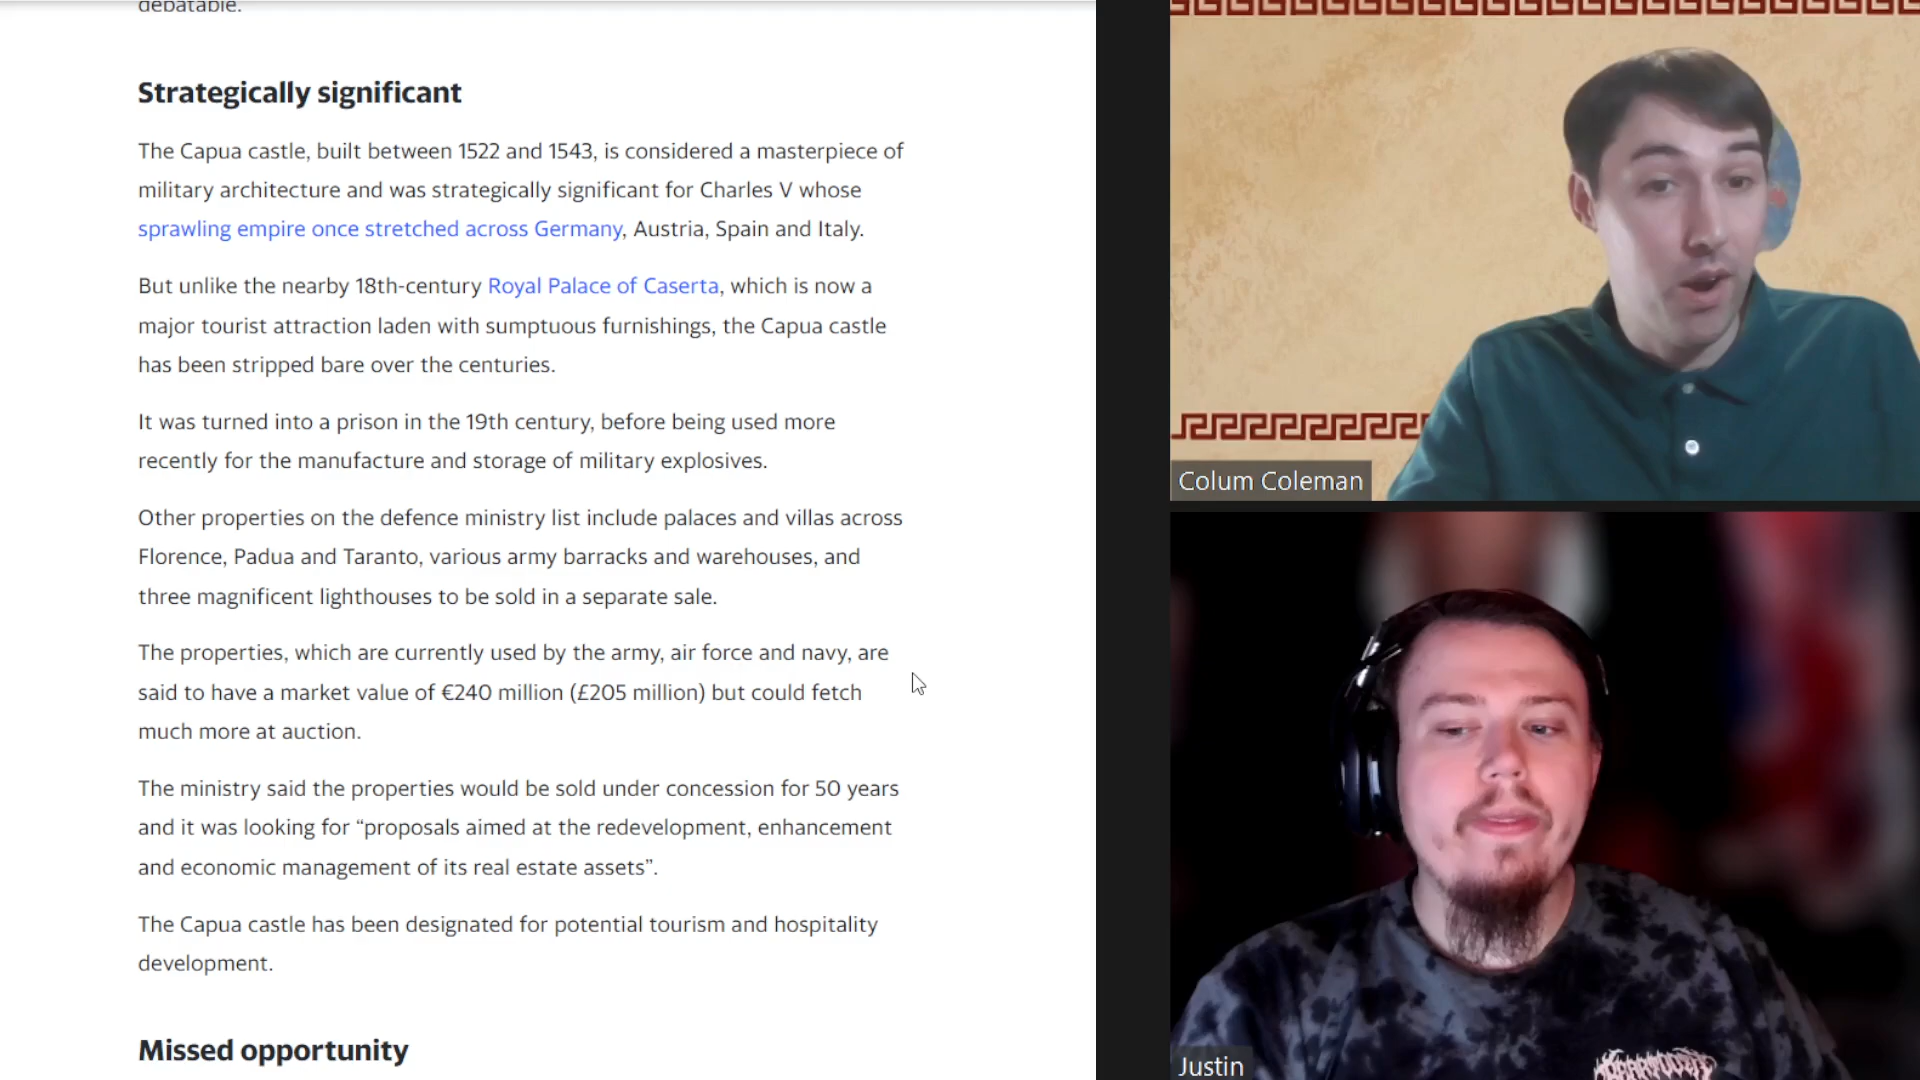 debatable.
Strategically significant
The Capua castle, built between 1522 and 1543, is considered a masterpiece of
military architecture and was strategically significant for Charles V whose
sprawling empire once stretched across Germany, Austria, Spain and Italy.
But unlike the nearby 18th-century Royal Palace of Caserta, which is now a
major tourist attraction laden with sumptuous furnishings, the Capua castle
has been stripped bare over the centuries.
It was turned into a prison in the 19th century, before being used more
recently for the manufacture and storage of military explosives.
Other properties on the defence ministry list include palaces and villas across
Florence, Padua and Taranto, various army barracks and warehouses, and
three magnificent lighthouses to be sold in a separate sale.
The properties, which are currently used by the army, air force and navy, are
said to have a market value of €240 million (£205 million) but could fetch
much more at auction.
The ministry said the properties would be sold under concession for 50 years
and it was looking for “proposals aimed at the redevelopment, enhancement
and economic management of its real estate assets”.
The Capua castle has been designated for potential tourism and hospitality
development.
Missed opportunity
Colum Coleman
Justin